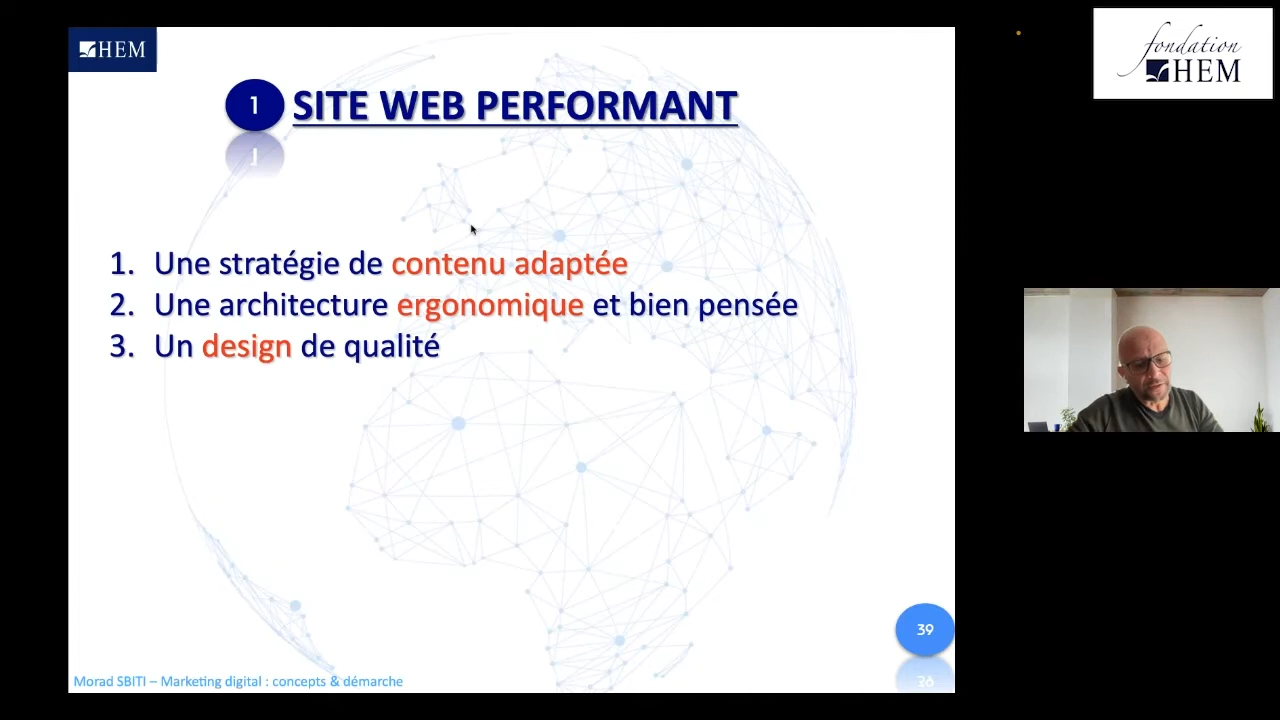 HEM
1 SITE WEB PERFORMANT
1. Une stratégie de contenu adaptée
2. Une architecture ergonomique et bien pensée
3. Un design de qualité
39
Morad SBITI – Marketing digital : concepts & démarche
fondation
HEM